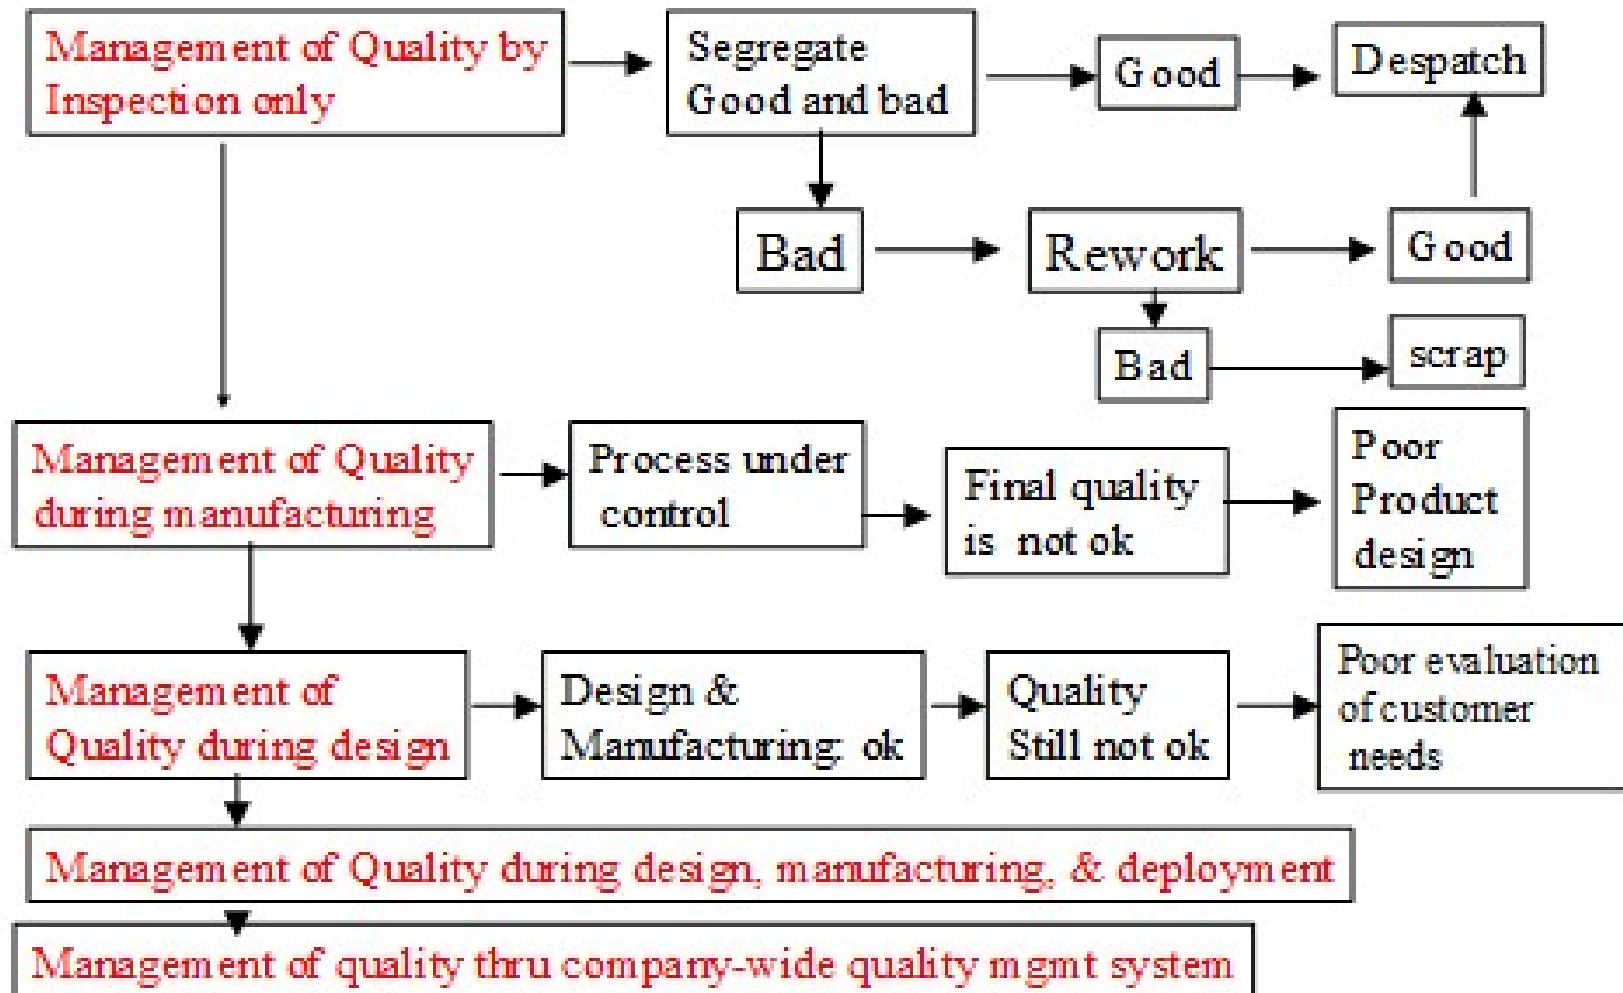 Management of Quality by
Inspection only
Segregate
Good and bad
Good
Despatch
Bad
Rework
Good
Bad
scrap
Management of Quality
during manufacturing
Process under
control
Final quality
is not ok
Poor
Product
design
Management of
Quality during design
Design &
Manufacturing: ok
Quality
Still not ok
Poor evaluation
of customer
needs
Management of Quality during design, manufacturing, & deployment
Management of quality thru company-wide quality mgmt system